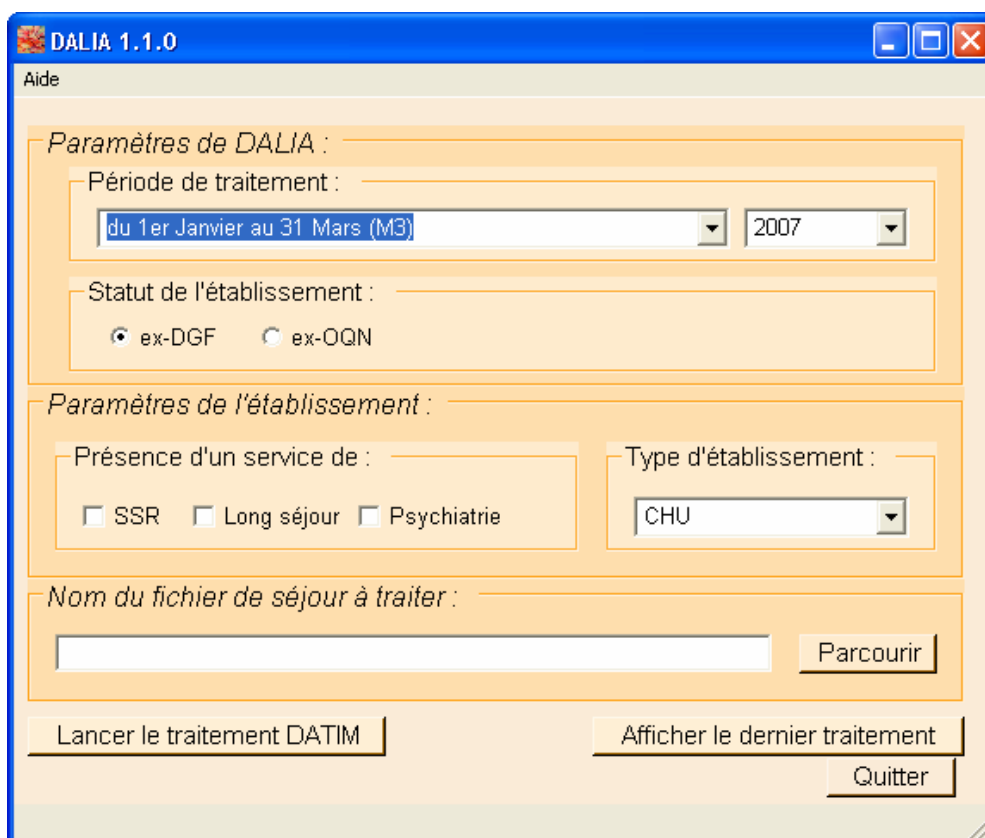 DALIA 1.1.0
Aide
Paramètres de DALIA :
Période de traitement :
du 1er Janvier au 31 Mars (M3) 2007
Statut de l'établissement :
ex-DGF ex-OQN
Paramètres de l'établissement :
Présence d'un service de : Type d'établissement :
SSR Long séjour Psychiatrie CHU
Nom du fichier de séjour à traiter :
Parcourir
Lancer le traitement DATIM Afficher le dernier traitement
Quitter